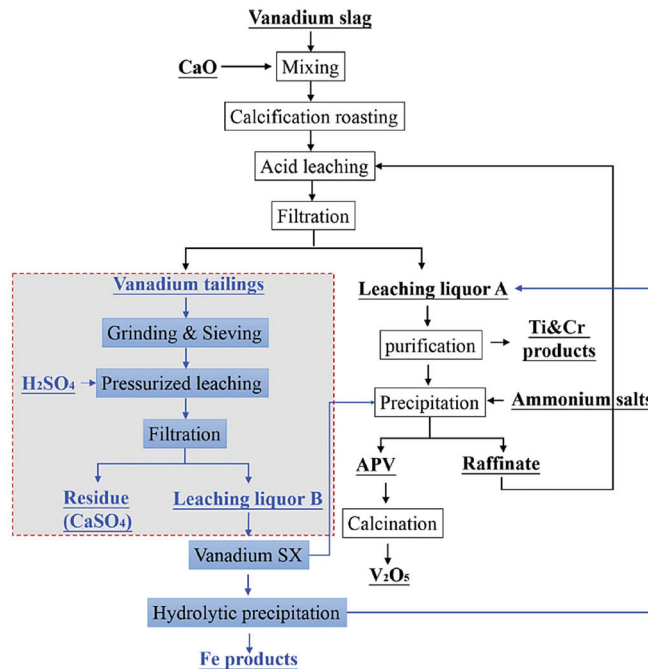 Vanadium slag
CaO
Mixing
Calcification roasting
Acid leaching
Filtration
Vanadium tailings
Leaching liquor A
Grinding & Sieving
purification
Ti&Cr
products
H₂SO₄
Pressurized leaching
Precipitation
Ammonium salts
Filtration
APV
Raffinate
Residue
(CaSO₄)
Leaching liquor B
Calcination
Vanadium SX
V₂O₅
Hydrolytic precipitation
Fe products